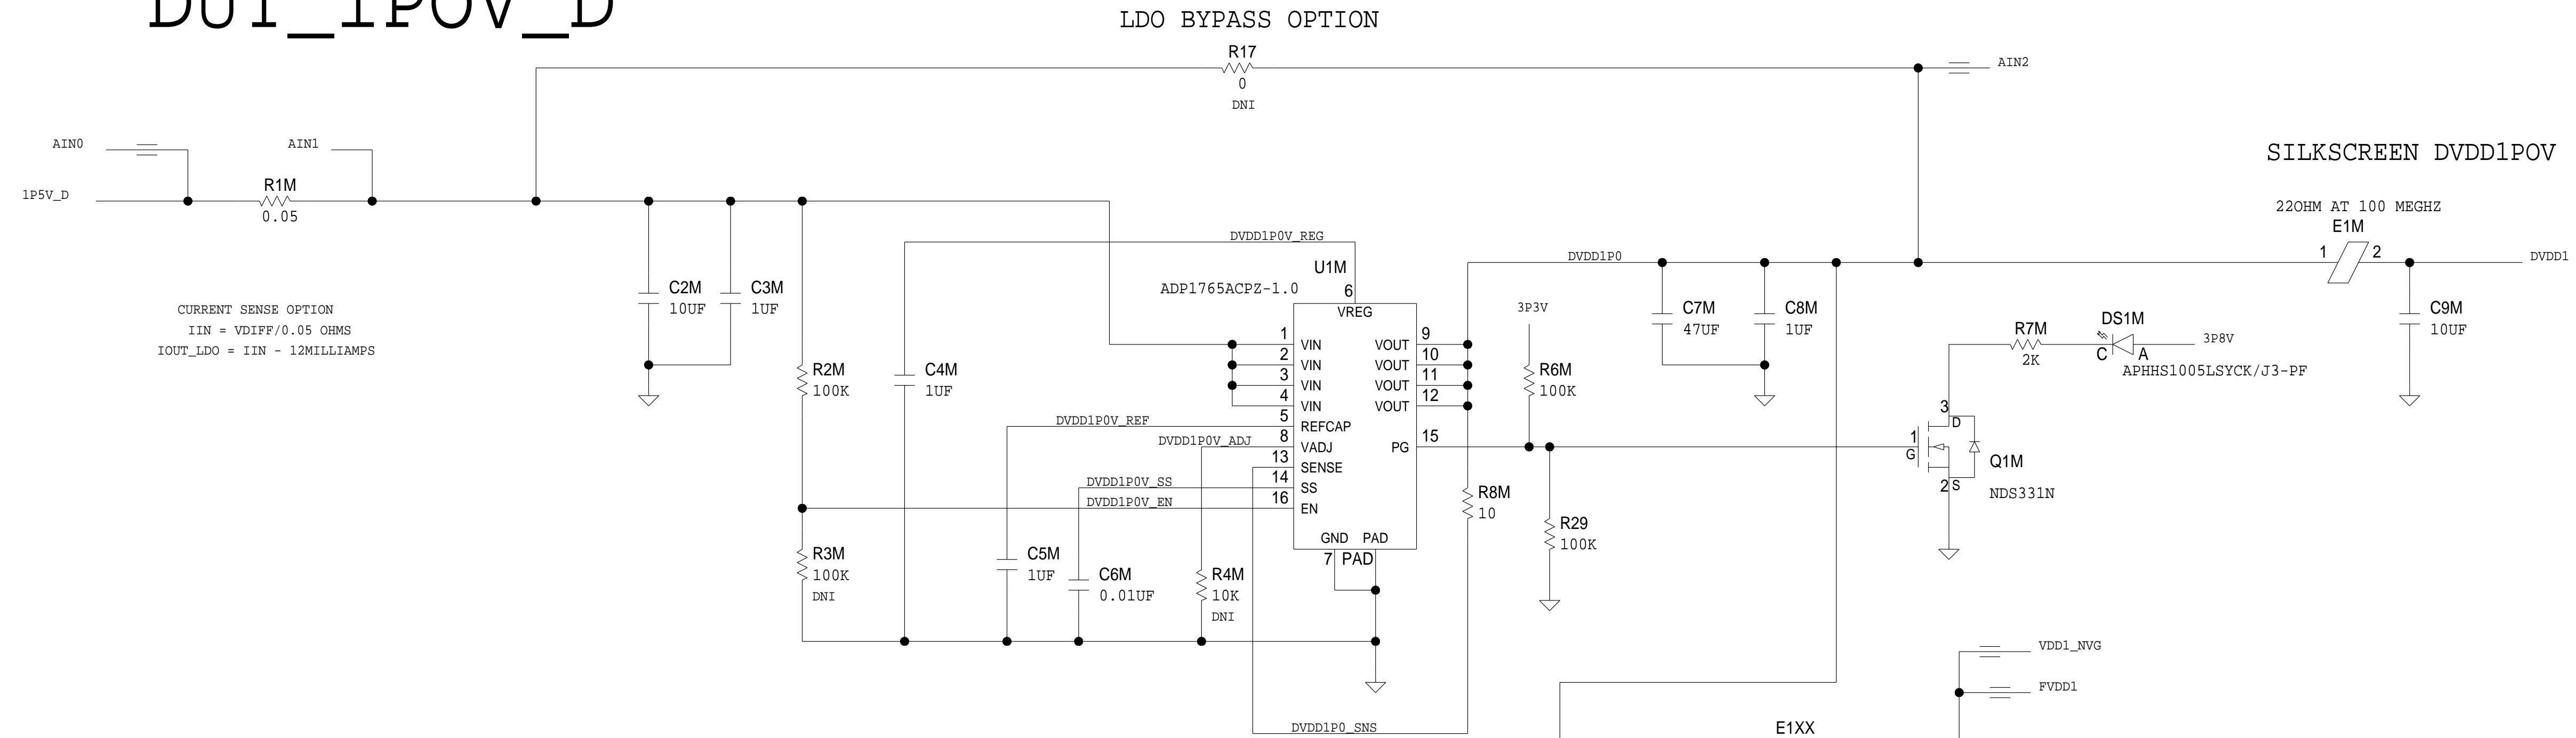 LDO BYPASS OPTION
R17
0
DNI
AIN2
AIN0
AIN1
1P5V_D
R1M
0.05
SILKSCREEN DVDD1P0V
22OHM AT 100 MEGHZ
E1M
1
2
DVDD1
C9M
10UF
CURRENT SENSE OPTION
IIN = VDIFF/0.05 OHMS
IOUT_LDO = IIN - 12MILLIAMPS
C2M
10UF
C3M
1UF
R2M
100K
C4M
1UF
R3M
100K
DNI
C5M
1UF
C6M
0.01UF
R4M
10K
DNI
DVDD1P0V_REG
DVDD1P0V_REF
DVDD1P0V_ADJ
DVDD1P0V_SS
DVDD1P0V_EN
U1M
ADP1765ACPZ-1.0
6
VREG
1 VIN
2 VIN
3 VIN
4 VIN
5 REFCAP
8 VADJ
13 SENSE
14 SS
16 EN
VOUT 9
VOUT 10
VOUT 11
VOUT 12
PG 15
GND PAD
7 PAD
DVDD1P0
3P3V
R6M
100K
R8M
10
R29
100K
C7M
47UF
C8M
1UF
R7M
2K
DS1M
C A
3P8V
APHHS1005LSYCK/J3-PF
3
D
1
G
2 S
Q1M
NDS331N
DVDD1P0_SNS
VDD1_NVG
FVDD1
E1XX